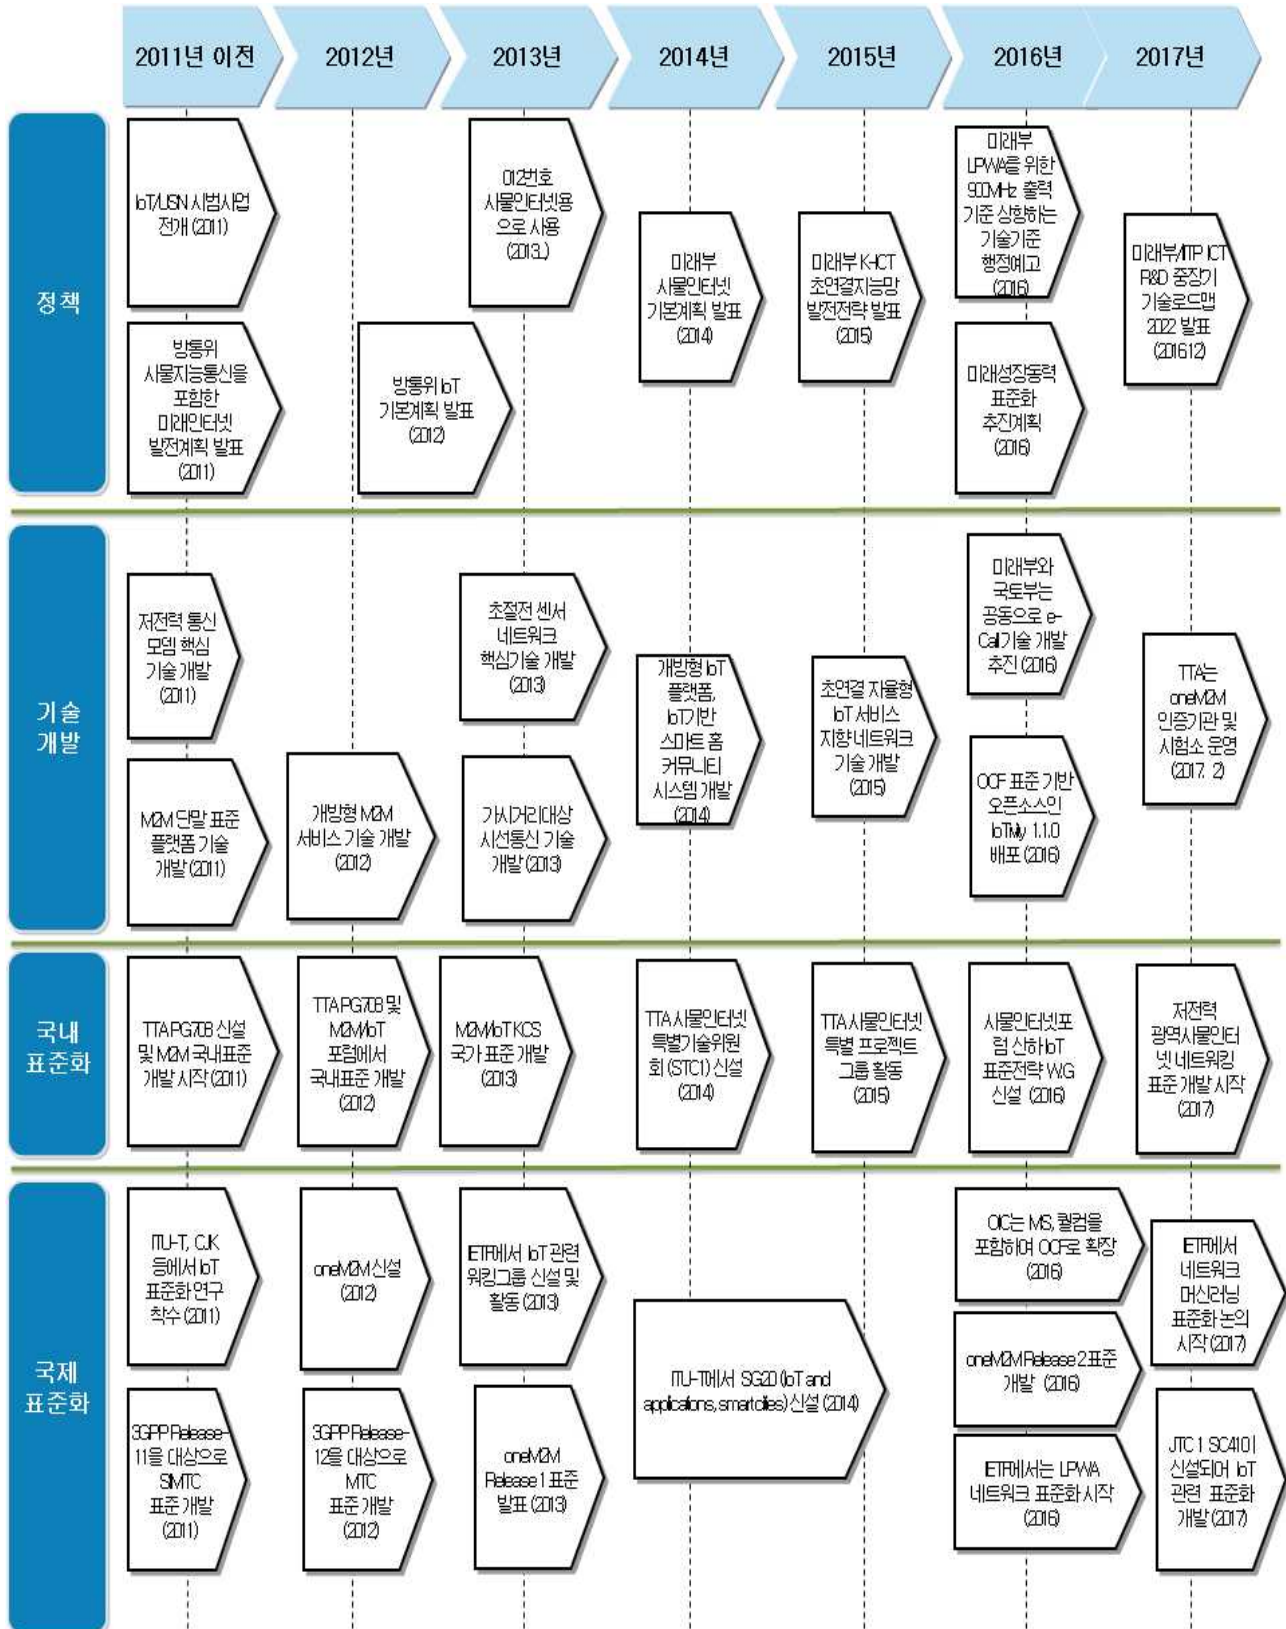 2011년 이전
2012년
2013년
2014년
2015년
2016년
2017년
정책
IoT/USN 시범사업
전개 (2011)
방통위
사물지능통신을
포함한
미래인터넷
발전계획 발표
(2011)
방통위 IoT
기본계획 발표
(2012)
012번호
사물인터넷용
으로 사용
(2013.)
미래부
사물인터넷
기본계획 발표
(2014)
미래부 K-ICT
초연결지능망
발전전략 발표
(2015)
미래부
LPWA를 위한
900MHz 출력
기준 상향하는
기술기준
행정예고
(2016)
미래성장동력
표준화
추진계획
(2016)
미래부/IITP ICT
R&D 중장기
기술로드맵
2022 발표
(2016.12)
기술
개발
저전력 통신
모뎀 핵심
기술 개발
(2011)
M2M 단말 표준
플랫폼 기술
개발 (2011)
개방형 M2M
서비스 기술 개발
(2012)
초절전 센서
네트워크
핵심기술 개발
(2013)
가시거리대상
시선통신 기술
개발 (2013)
개방형 IoT
플랫폼,
IoT기반
스마트 홈
커뮤니티
시스템 개발
(2014)
초연결 자율형
IoT 서비스
지향 네트워크
기술 개발
(2015)
미래부와
국토부는
공동으로 e-
Call기술 개발
추진 (2016)
OCF 표준 기반
오픈소스인
IoTivity 1.1.0
배포 (2016)
TTA는
oneM2M
인증기관 및
시험소 운영
(2017. 2)
국내
표준화
TTA PG708 신설
및 M2M 국내표준
개발 시작 (2011)
TTA PG708 및
M2M/IoT
포럼에서
국내표준 개발
(2012)
M2M/IoT KCS
국가 표준 개발
(2013)
TTA 사물인터넷
특별기술위원
회 (STC1) 신설
(2014)
TTA 사물인터넷
특별 프로젝트
그룹 활동
(2015)
사물인터넷포
럼 산하 IoT
표준전략 WG
신설 (2016)
저전력
광역사물인터
넷 네트워킹
표준 개발 시작
(2017)
국제
표준화
ITU-T, CJK
등에서 IoT
표준화 연구
착수 (2011)
3GPP Release-
11을 대상으로
SIMTC
표준 개발
(2011)
oneM2M 신설
(2012)
3GPP Release-
12을 대상으로
MTC
표준 개발
(2012)
IETF에서 IoT 관련
워킹그룹 신설 및
활동 (2013)
oneM2M
Release 1 표준
발표 (2013)
ITU-T에서 SG20 (IoT and
applications, smart cities) 신설 (2014)
OIC는 MS, 퀄컴을
포함하여 OCF로 확장
(2016)
oneM2M Release 2 표준
개발 (2016)
IETF에서는 LPWA
네트워크 표준화 시작
(2016)
IETF에서
네트워크
머신러닝
표준화 논의
시작 (2017)
JTC 1 SC41이
신설되어 IoT
관련 표준화
개발 (2017)